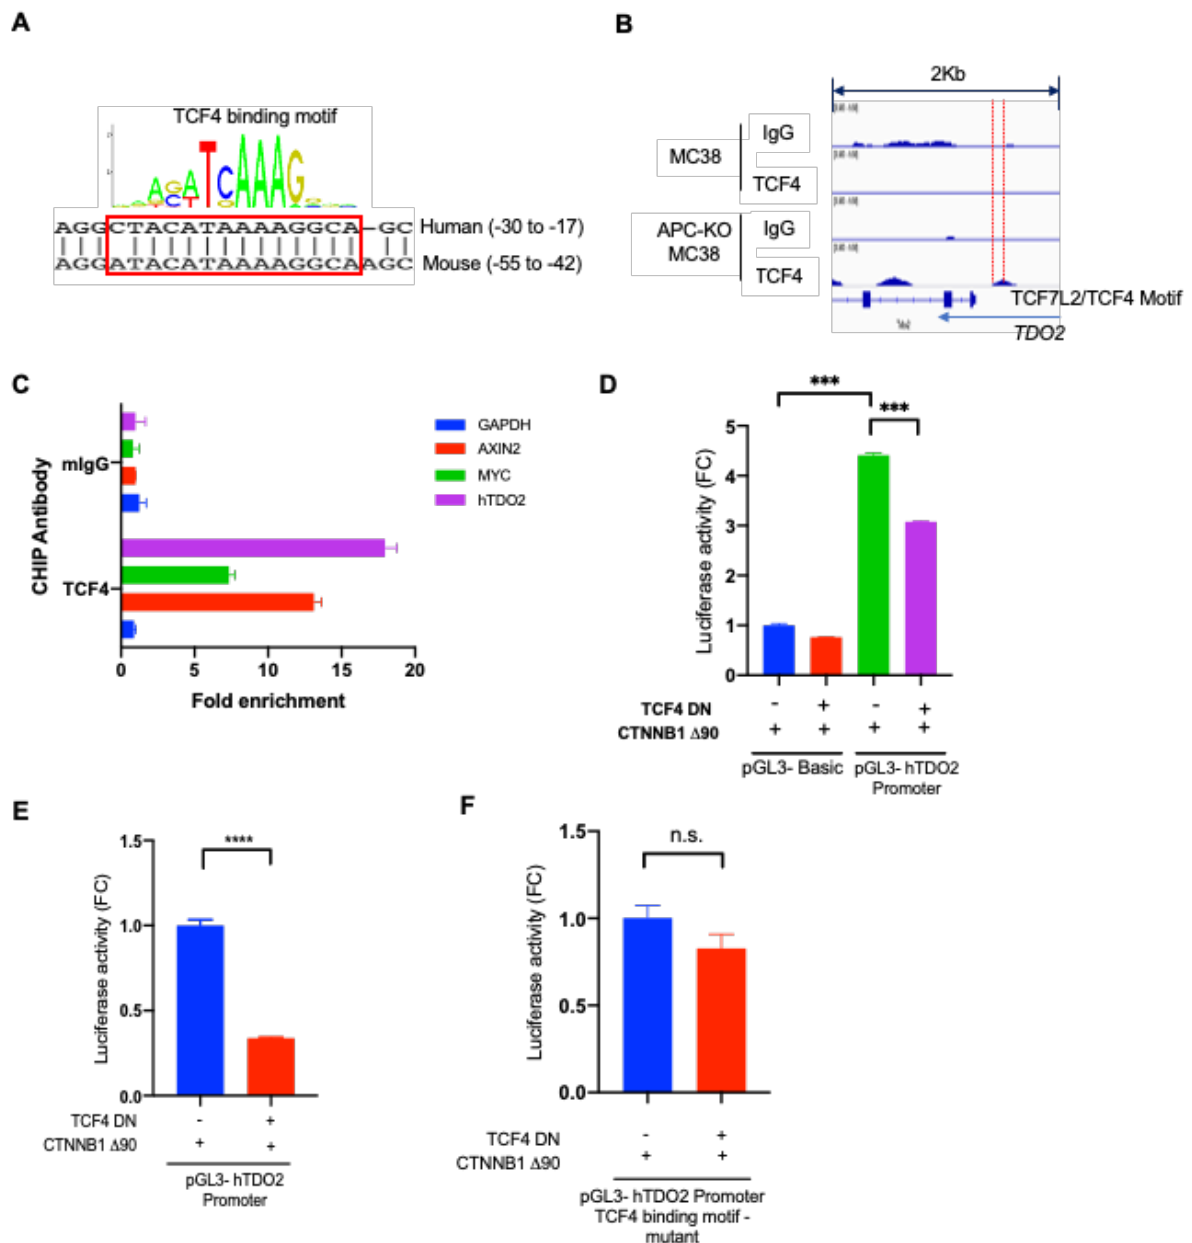 A
TCF4 binding motif
AGGCTACATAAAAGGCA-GC
Human (-30 to -17)
AGGATACATAAAAGGCAAGC
Mouse (-55 to -42)
B
2Kb
MC38
IgG
TCF4
APC-KO
MC38
IgG
TCF4
TCF7L2/TCF4 Motif
TDO2
C
CHIP Antibody
mIgG
TCF4
0 5 10 15 20
Fold enrichment
GAPDH
AXIN2
MYC
hTDO2
D
***
***
Luciferase activity (FC)
5
4
3
2
1
0
TCF4 DN - + - +
CTNNB1 Δ90 + + + +
pGL3- Basic
pGL3- hTDO2
Promoter
E
****
Luciferase activity (FC)
1.5
1.0
0.5
0.0
TCF4 DN - +
CTNNB1 Δ90 + +
pGL3- hTDO2
Promoter
F
n.s.
Luciferase activity (FC)
1.5
1.0
0.5
0.0
TCF4 DN - +
CTNNB1 Δ90 + +
pGL3- hTDO2 Promoter
TCF4 binding motif -
mutant